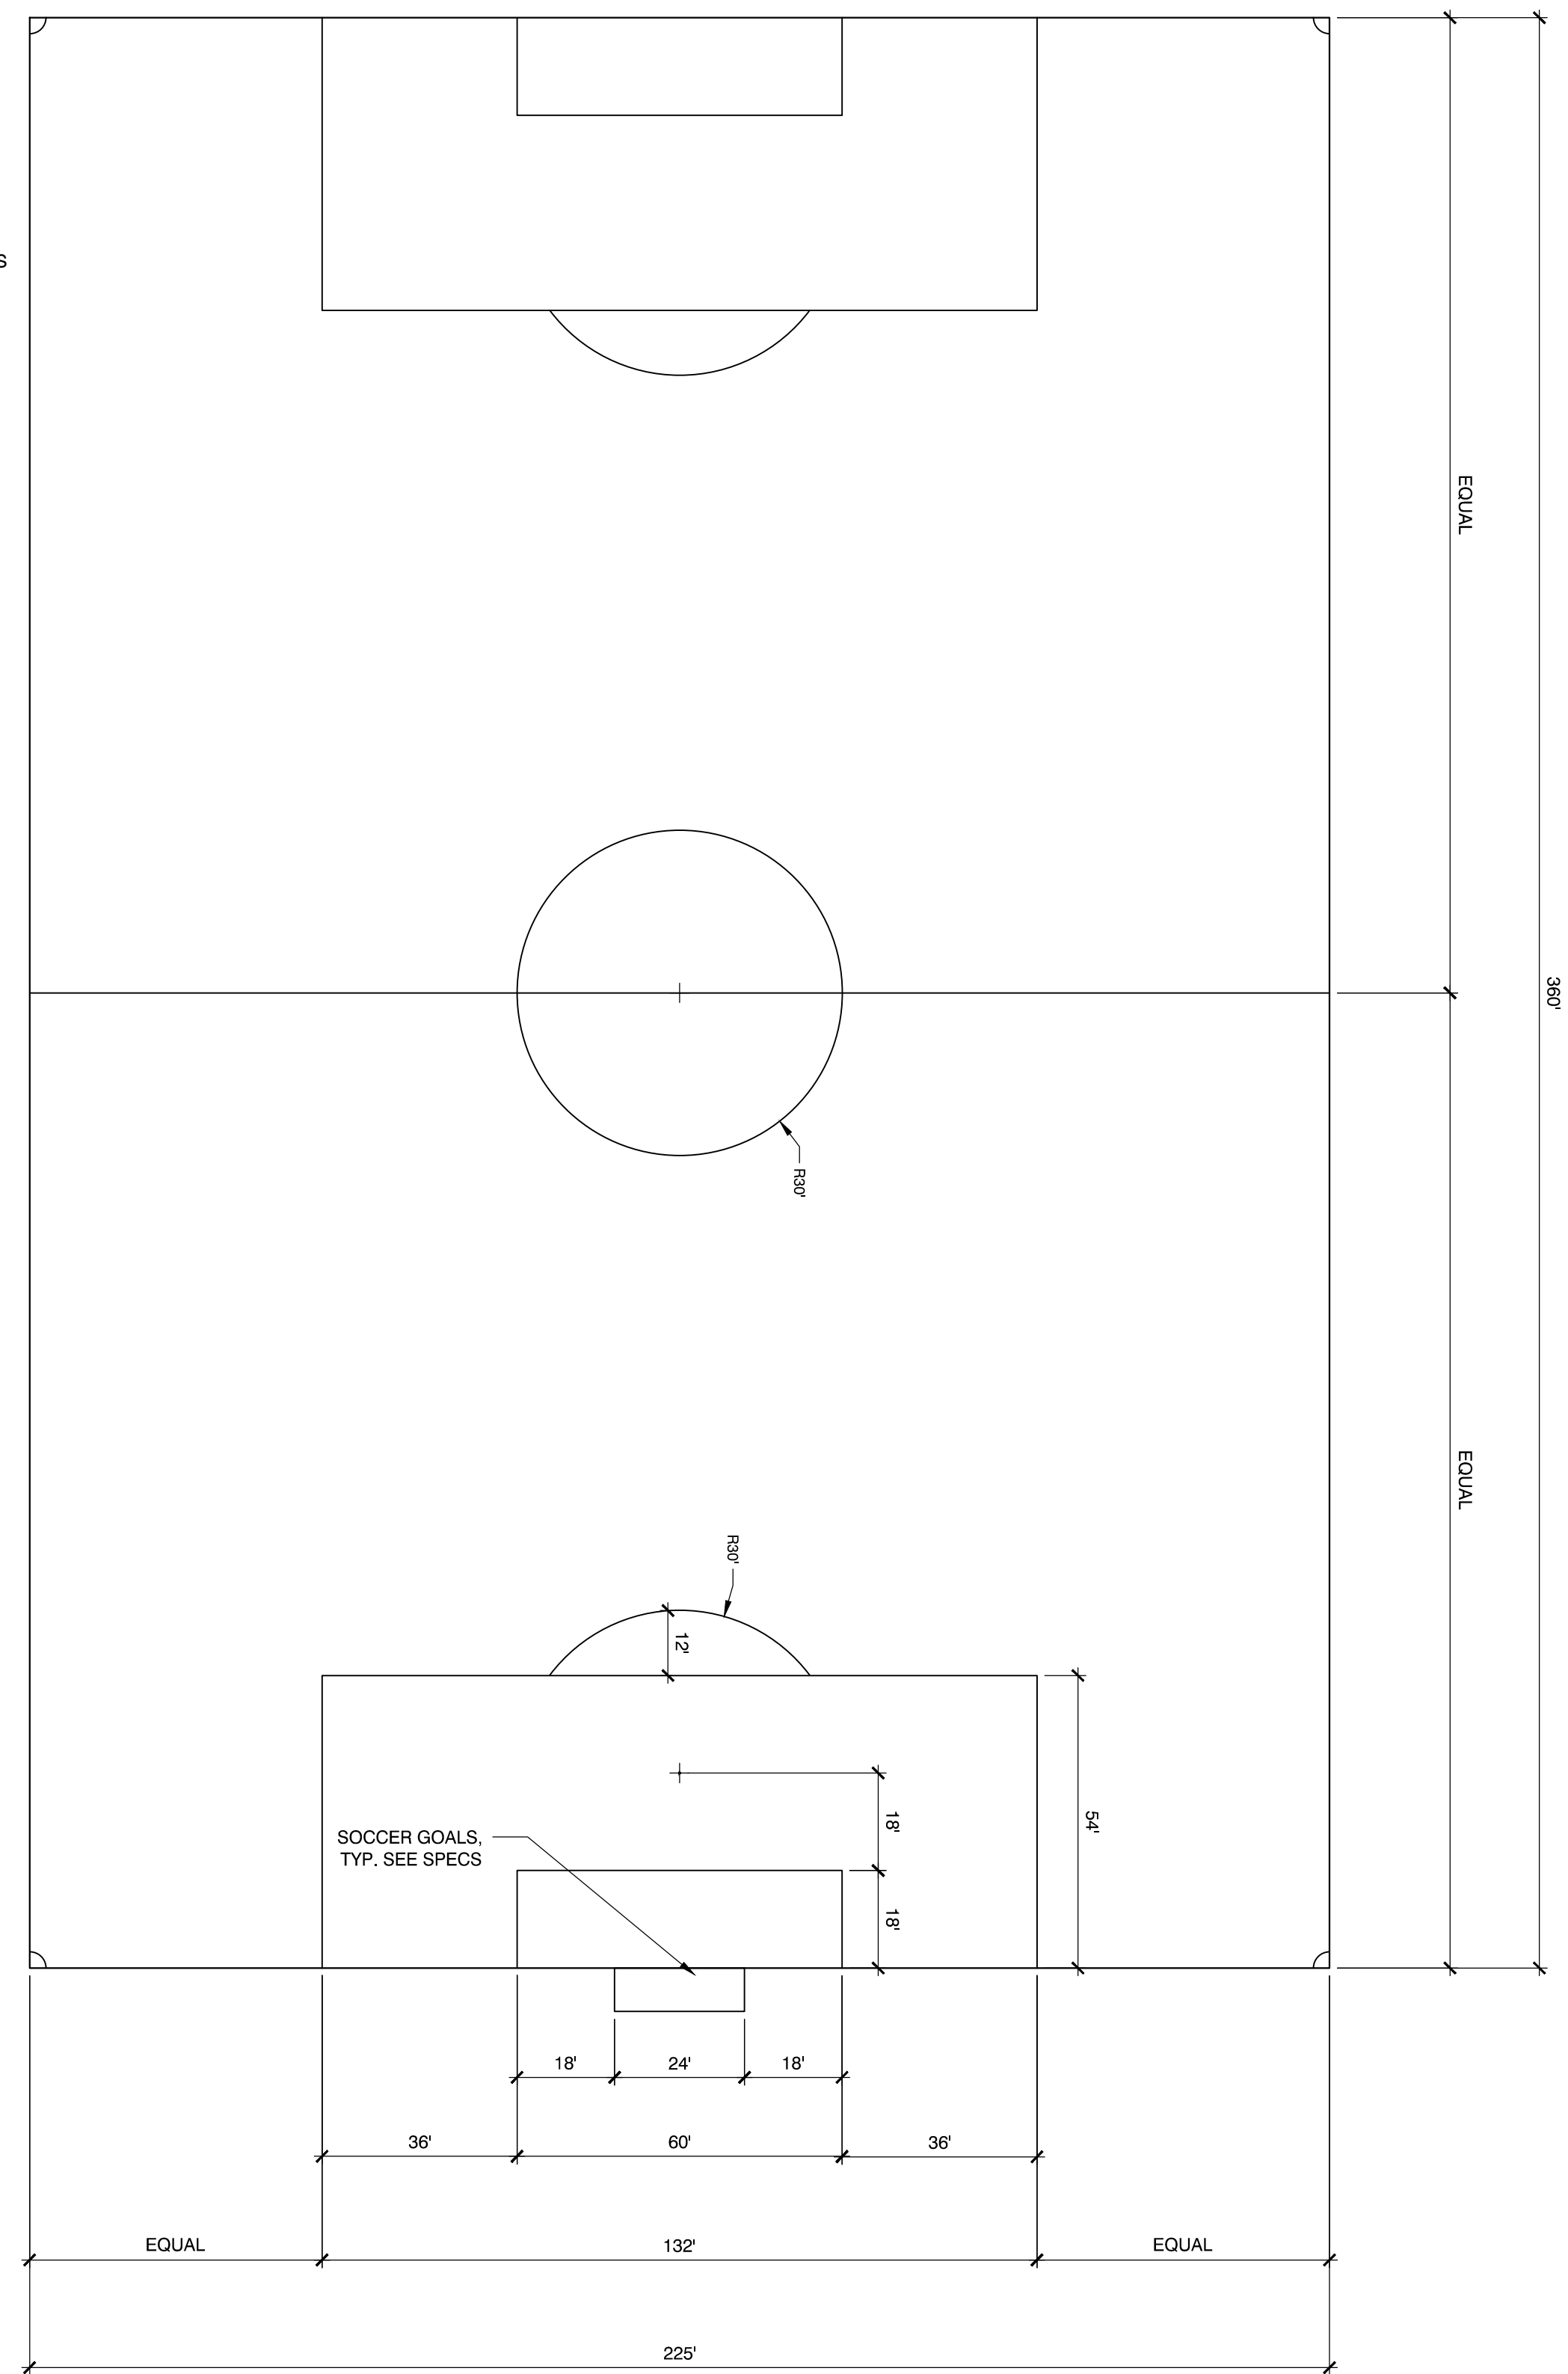 S
EQUAL
360'
R30'
EQUAL
R30'
12'
54'
18'
SOCCER GOALS,
TYP. SEE SPECS
18'
18' 24' 18'
36' 60' 36'
EQUAL 132' EQUAL
225'